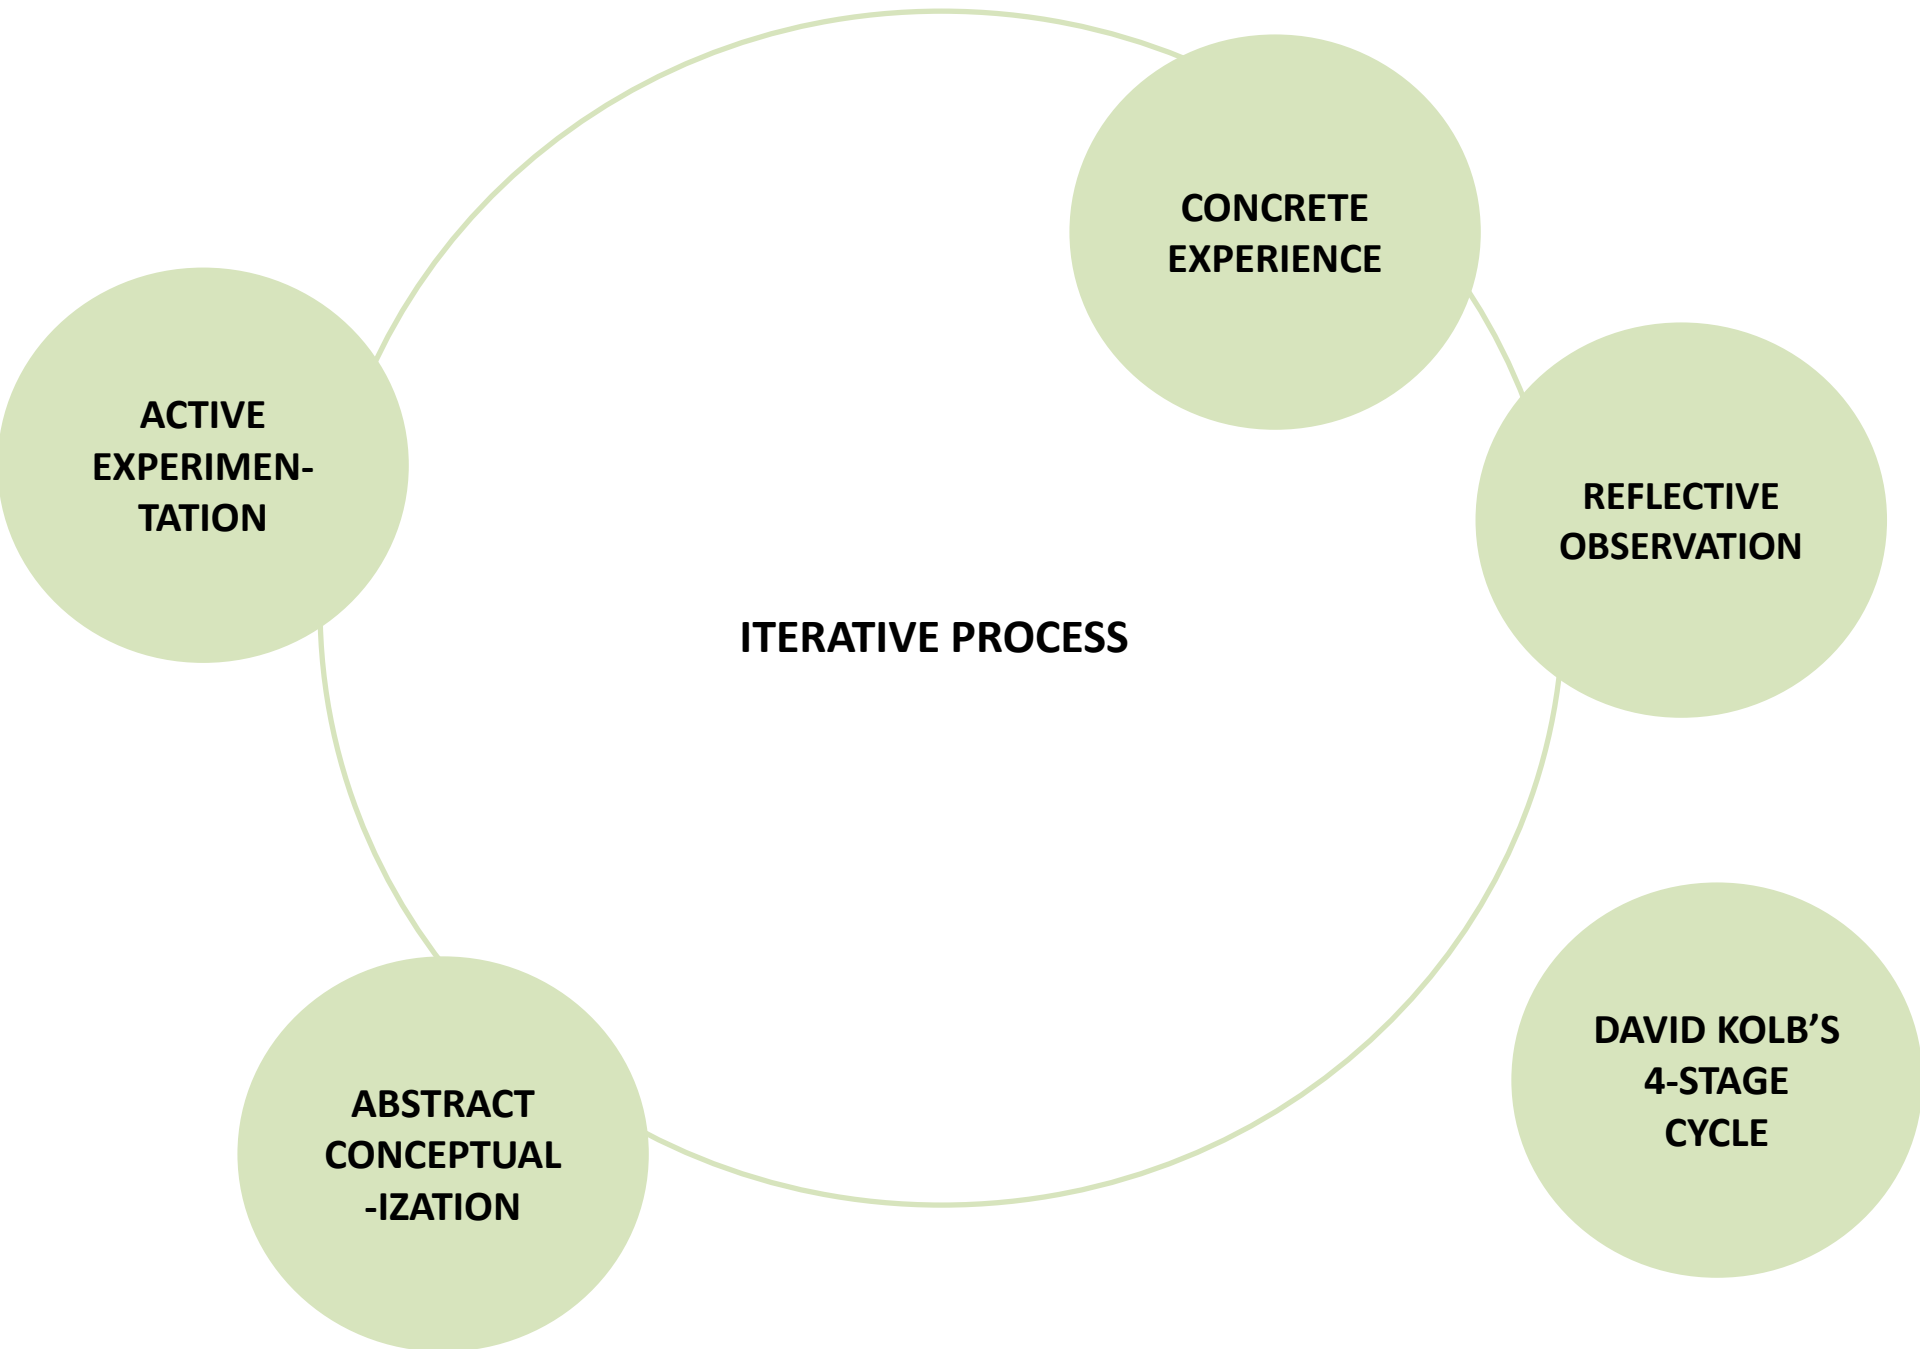 CONCRETE
EXPERIENCE
ACTIVE
EXPERIMEN-
TATION
REFLECTIVE
OBSERVATION
ITERATIVE PROCESS
DAVID KOLB’S
4-STAGE
CYCLE
ABSTRACT
CONCEPTUAL
-IZATION